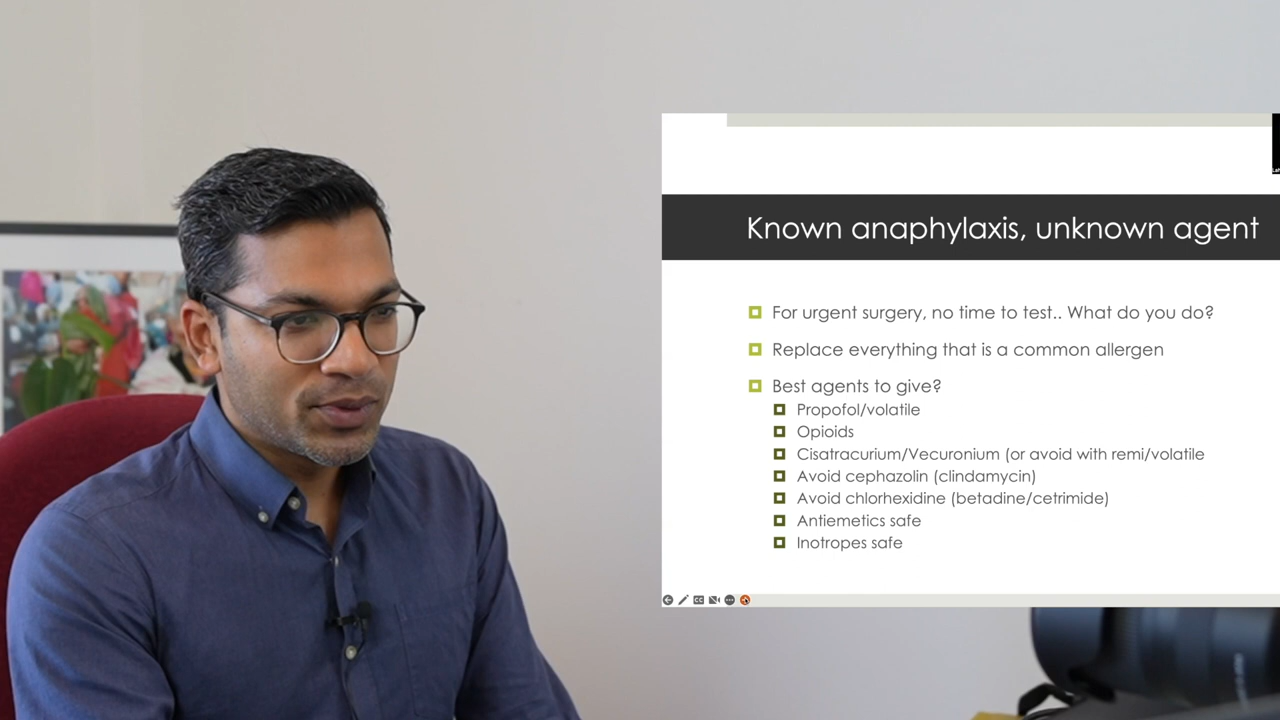 Known anaphylaxis, unknown agent
For urgent surgery, no time to test.. What do you do?
Replace everything that is a common allergen
Best agents to give?
Propofol/volatile
Opioids
Cisatracurium/Vecuronium (or avoid with remi/volatile
Avoid cephazolin (clindamycin)
Avoid chlorhexidine (betadine/cetrimide)
Antiemetics safe
Inotropes safe
CC